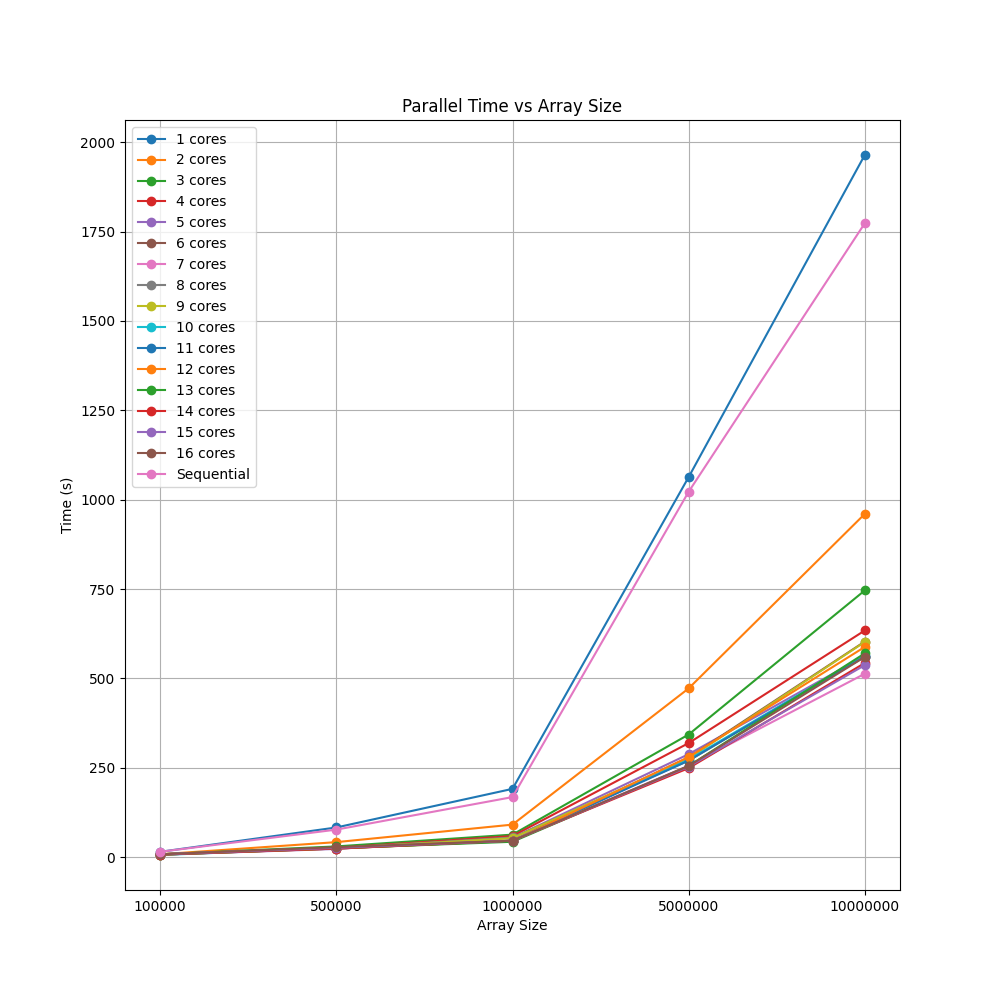 Parallel Time vs Array Size
2000
1750
1500
1250
1000
750
500
250
0
Time (s)
1 cores
2 cores
3 cores
4 cores
5 cores
6 cores
7 cores
8 cores
9 cores
10 cores
11 cores
12 cores
13 cores
14 cores
15 cores
16 cores
Sequential
100000 500000 1000000 5000000 10000000
Array Size